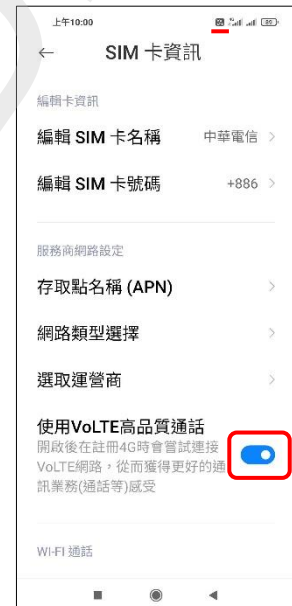 上午10:00
SIM 卡資訊
編輯卡資訊
編輯 SIM 卡名稱 中華電信
編輯 SIM 卡號碼 +886
服務商網路設定
存取點名稱 (APN)
網路類型選擇
選取運營商
使用VoLTE高品質通話
開啟後在註冊4G時會嘗試連接
VoLTE網路，從而獲得更好的通
訊業務(通話等)感受
WI-FI 通話